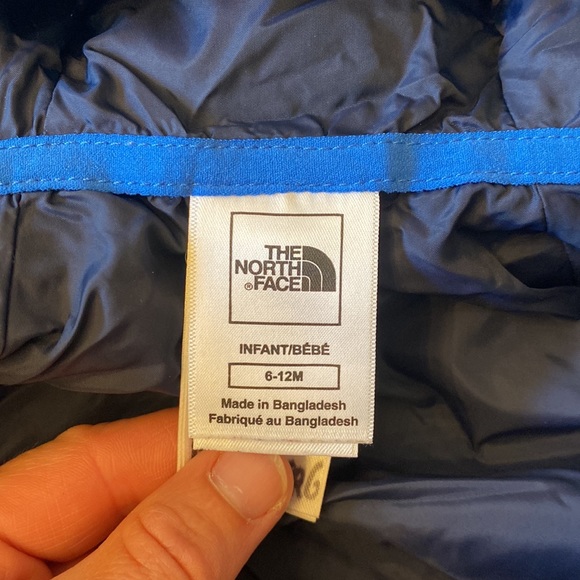 THE
NORTH
®FACE
INFANT/BÉBÉ
6-12M
Made in Bangladesh
Fabriqué au Bangladesh